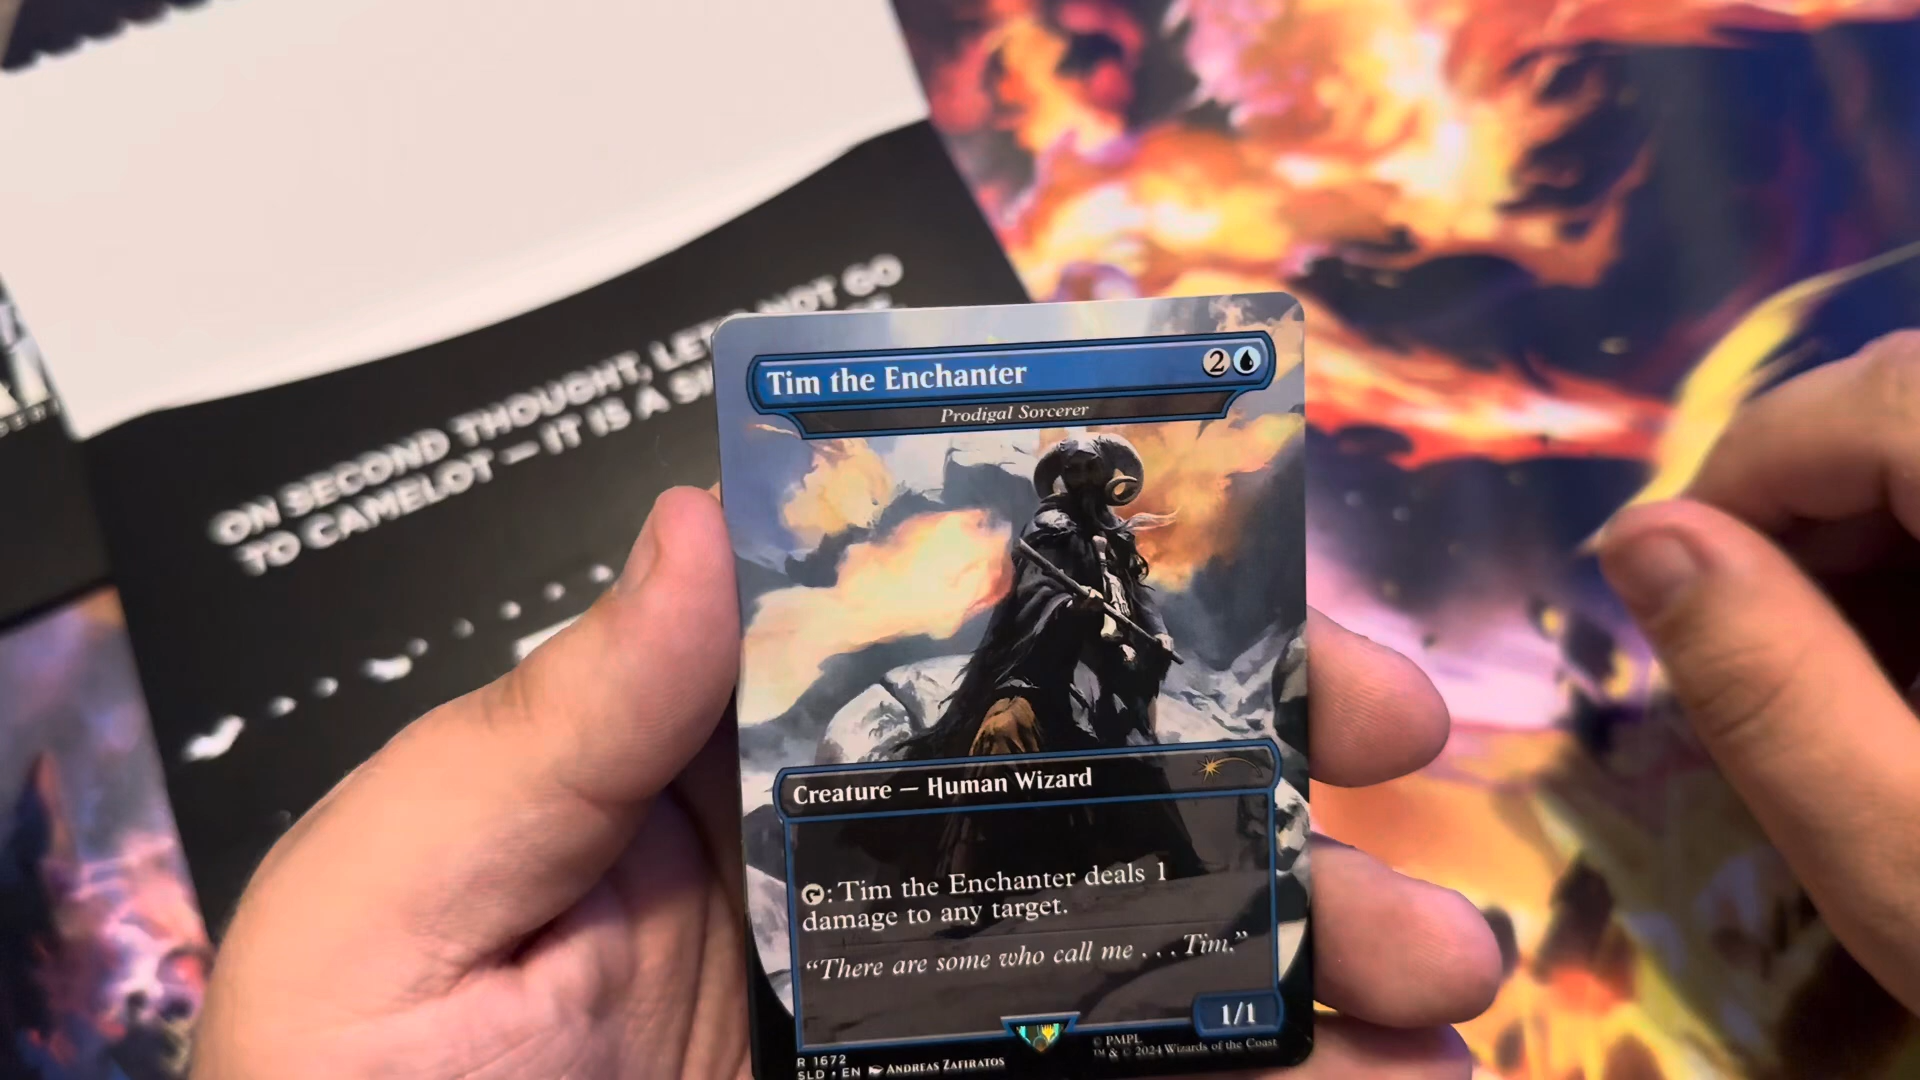 ON SECOND THOUGHT, LET'S NOT GO
TO CAMELOT — IT IS A
Tim the Enchanter
2
Prodigal Sorcerer
Creature — Human Wizard
: Tim the Enchanter deals 1
damage to any target.
“There are some who call me . . . Tim.”
1/1
R 1672
SLD • EN ANDREAS ZAFIRATOS
© PMPL
™ & © 2024 Wizards of the Coast